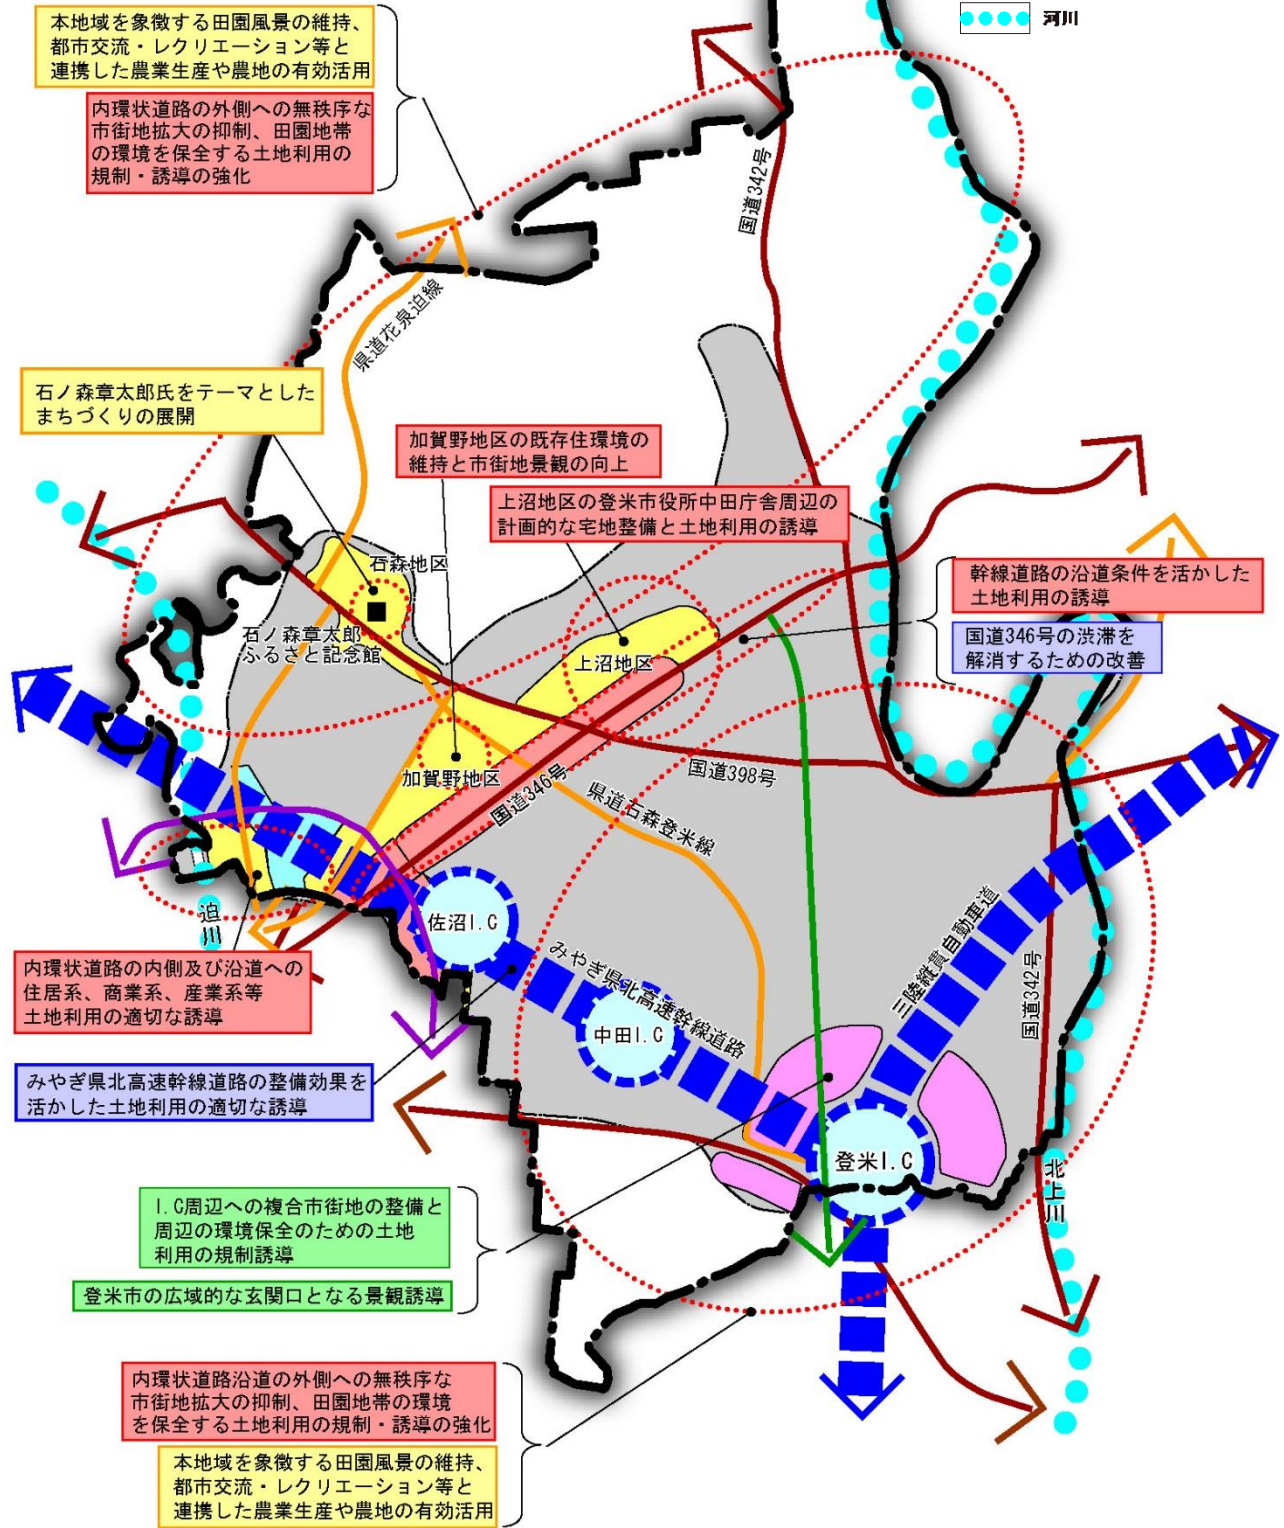 河川
本地域を象徴する田園風景の維持、
都市交流・レクリエーション等と
連携した農業生産や農地の有効活用
内環状道路の外側への無秩序な
市街地拡大の抑制、田園地帯
の環境を保全する土地利用の
規制・誘導の強化
国道342号
県道花泉迫線
石ノ森章太郎氏をテーマとした
まちづくりの展開
加賀野地区の既存住環境の
維持と市街地景観の向上
上沼地区の登米市役所中田庁舎周辺の
計画的な宅地整備と土地利用の誘導
石森地区
石ノ森章太郎
ふるさと記念館
幹線道路の沿道条件を活かした
土地利用の誘導
国道346号の渋滞を
解消するための改善
上沼地区
加賀野地区
国道346号
国道398号
県道石森登米線
迫川
佐沼I.C
みやぎ県北高速幹線道路
中田I.C
三陸縦貫自動車道
国道342号
内環状道路の内側及び沿道への
住居系、商業系、産業系等
土地利用の適切な誘導
みやぎ県北高速幹線道路の整備効果を
活かした土地利用の適切な誘導
登米I.C
北上川
I.C周辺への複合市街地の整備と
周辺の環境保全のための土地
利用の規制誘導
登米市の広域的な玄関口となる景観誘導
内環状道路沿道の外側への無秩序な
市街地拡大の抑制、田園地帯の環境
を保全する土地利用の規制・誘導の強化
本地域を象徴する田園風景の維持、
都市交流・レクリエーション等と
連携した農業生産や農地の有効活用